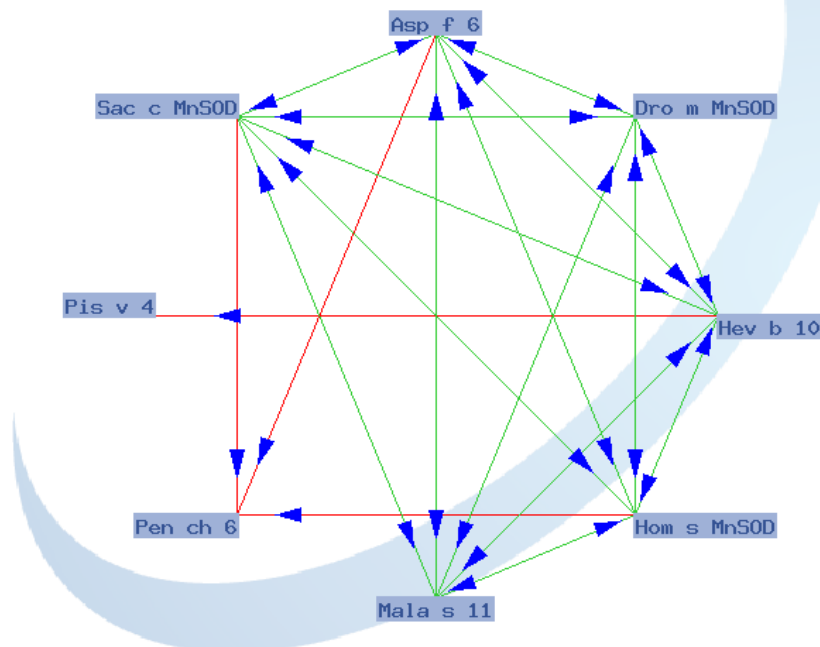 Asp f 6
Sac c MnSOD
Dro m MnSOD
Pis v 4
Hev b 10
Pen ch 6
Hom s MnSOD
Mala s 11